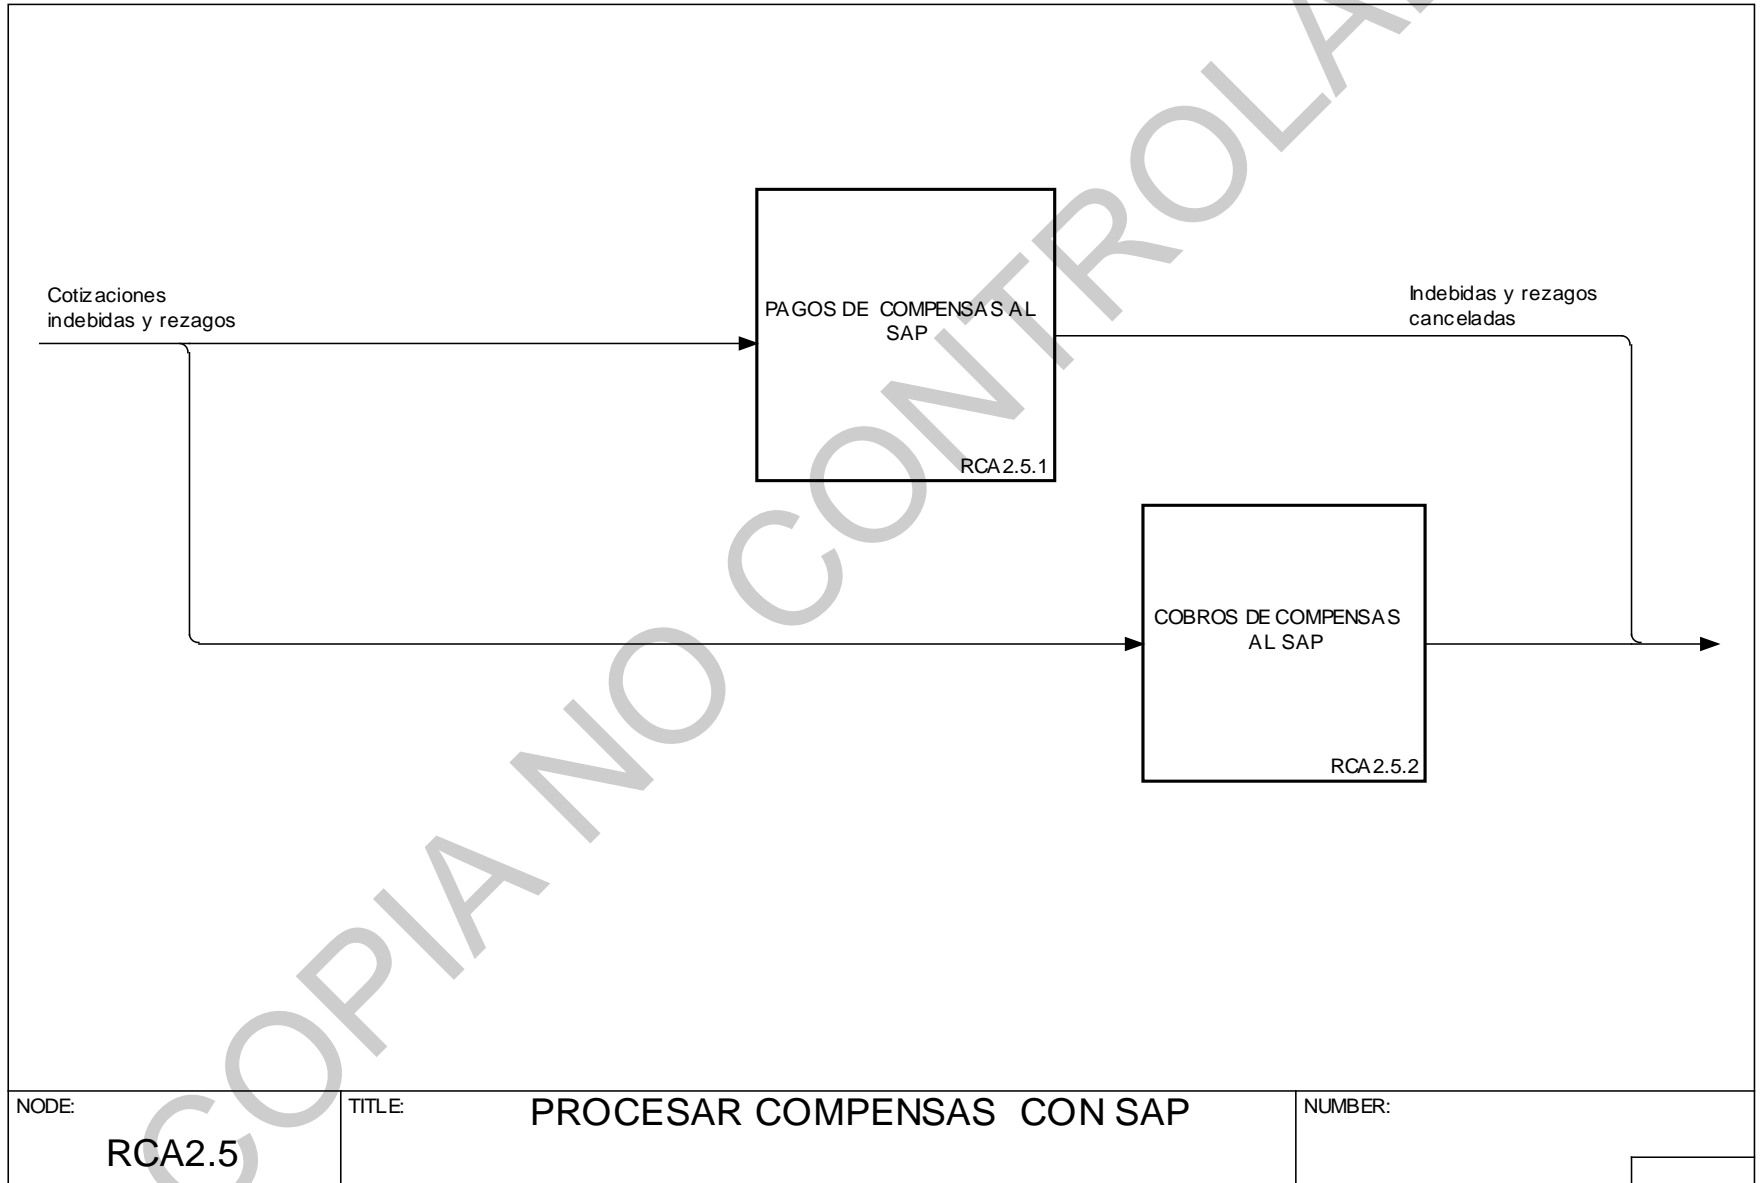 Cotizaciones
indebidas y rezagos
PAGOS DE COMPENSAS AL
SAP
RCA2.5.1
Indebidas y rezagos
canceladas
COBROS DE COMPENSAS
AL SAP
RCA2.5.2
COPIA NO CONTROLA
NODE:
RCA2.5
TITLE:
PROCESAR COMPENSAS CON SAP
NUMBER: